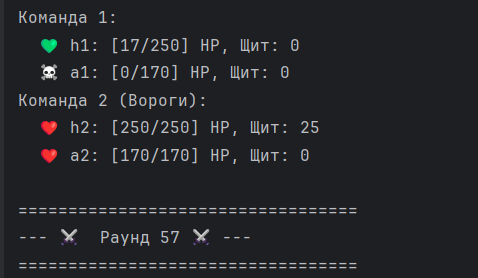 Команда 1:
💚 h1: [17/250] HP, Щит: 0
☠️ a1: [0/170] HP, Щит: 0
Команда 2 (Вороги):
❤️ h2: [250/250] HP, Щит: 25
❤️ a2: [170/170] HP, Щит: 0
==================================
--- ⚔️ Раунд 57 ⚔️ ---
==================================